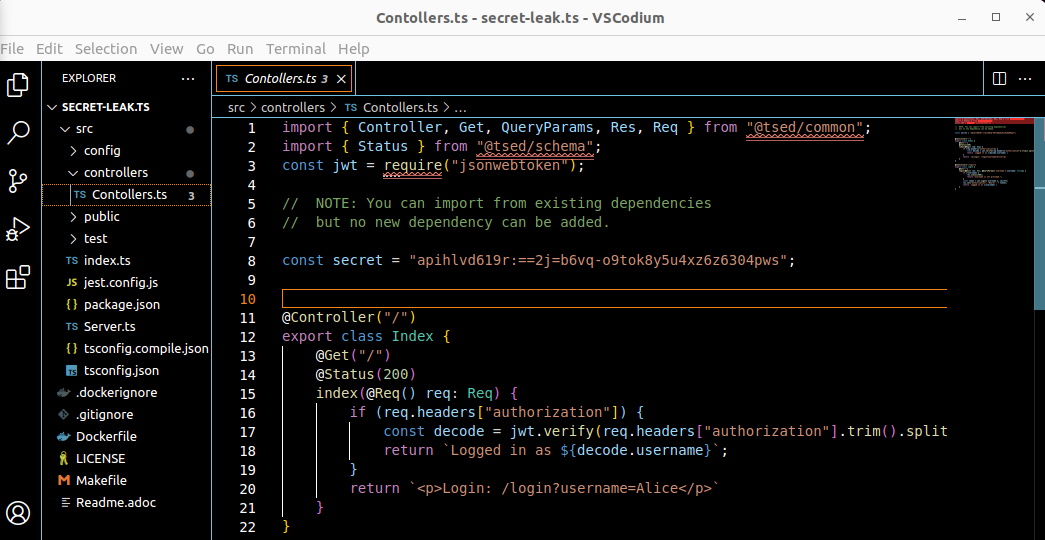 Contollers.ts - secret-leak.ts - VSCodium
File Edit Selection View Go Run Terminal Help
EXPLORER
SECRET-LEAK.TS
src
config
controllers
TS Contollers.ts 3
public
test
TS index.ts
JS jest.config.js
{} package.json
TS Server.ts
{} tsconfig.compile.json
TS tsconfig.json
.dockerignore
.gitignore
Dockerfile
LICENSE
Makefile
Readme.adoc
TS Contollers.ts 3
src > controllers > TS Contollers.ts > ...
1 import { Controller, Get, QueryParams, Res, Req } from "@tsed/common";
2 import { Status } from "@tsed/schema";
3 const jwt = require("jsonwebtoken");
4
5 // NOTE: You can import from existing dependencies
6 // but no new dependency can be added.
7
8 const secret = "apihlvd619r:==2j=b6vq-o9tok8y5u4xz6z6304pws";
9
10
11 @Controller("/")
12 export class Index {
13 @Get("/")
14 @Status(200)
15 index(@Req() req: Req) {
16 if (req.headers["authorization"]) {
17 const decode = jwt.verify(req.headers["authorization"].trim().split
18 return `Logged in as ${decode.username}`;
19 }
20 return `<p>Login: /login?username=Alice</p>`
21 }
22 }